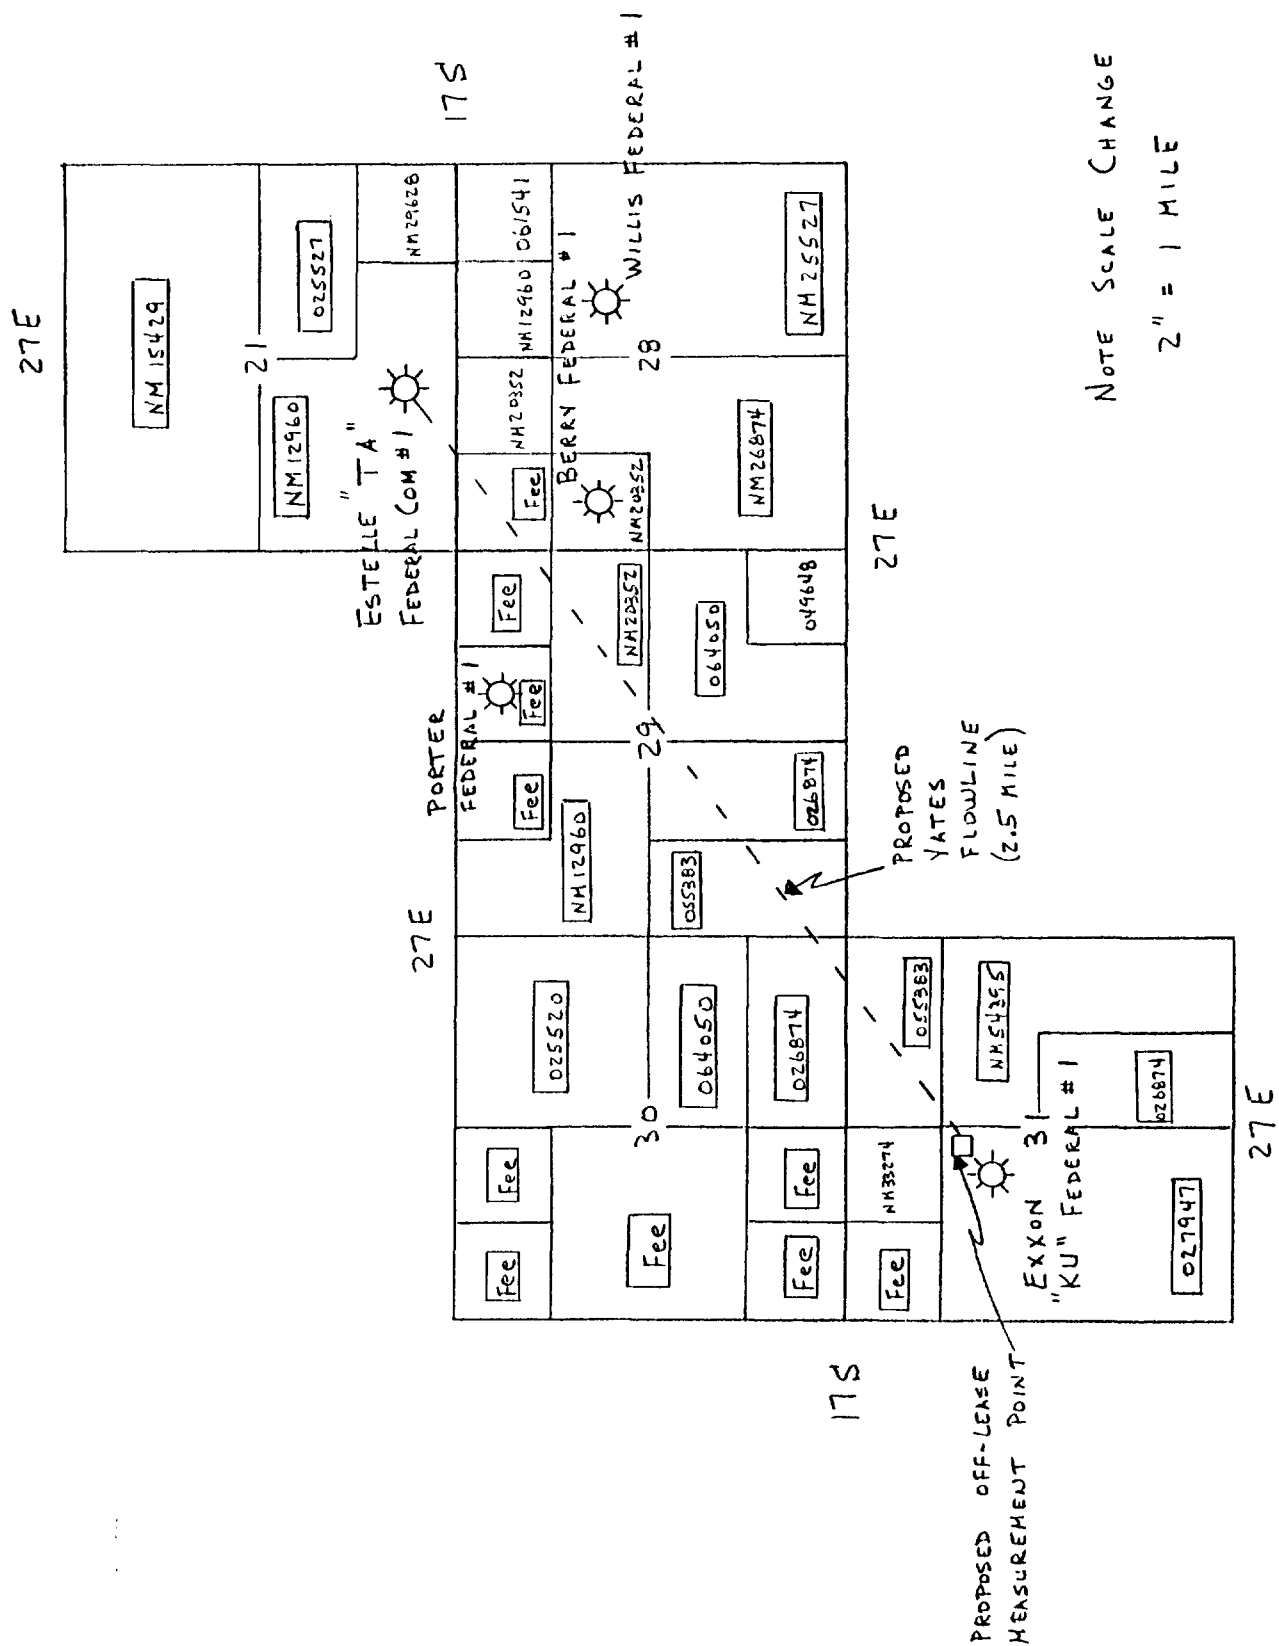 27E
17S
NM 15429
21
025527
NM12960
NM29628
ESTELLE "TA"
FEDERAL COM #1
PORTER
FEDERAL #1
27E
Fee
Fee
025520
Fee
Fee
Fee
Fee
NM20352
NM12960
061541
BERRY FEDERAL #1
WILLIS FEDERAL #1
NM12960
NM20352
NM20352
Fee
30
29
28
064050
055383
064050
026874
NM26874
NM25527
Fee
Fee
026874
049648
27E
17S
Fee
NM33274
055383
PROPOSED
YATES
FLOWLINE
(2.5 MILE)
PROPOSED OFF-LEASE
MEASUREMENT POINT
NM54395
EXXON
31
"KU" FEDERAL #1
027947
026874
27E
NOTE SCALE CHANGE
2" = 1 MILE